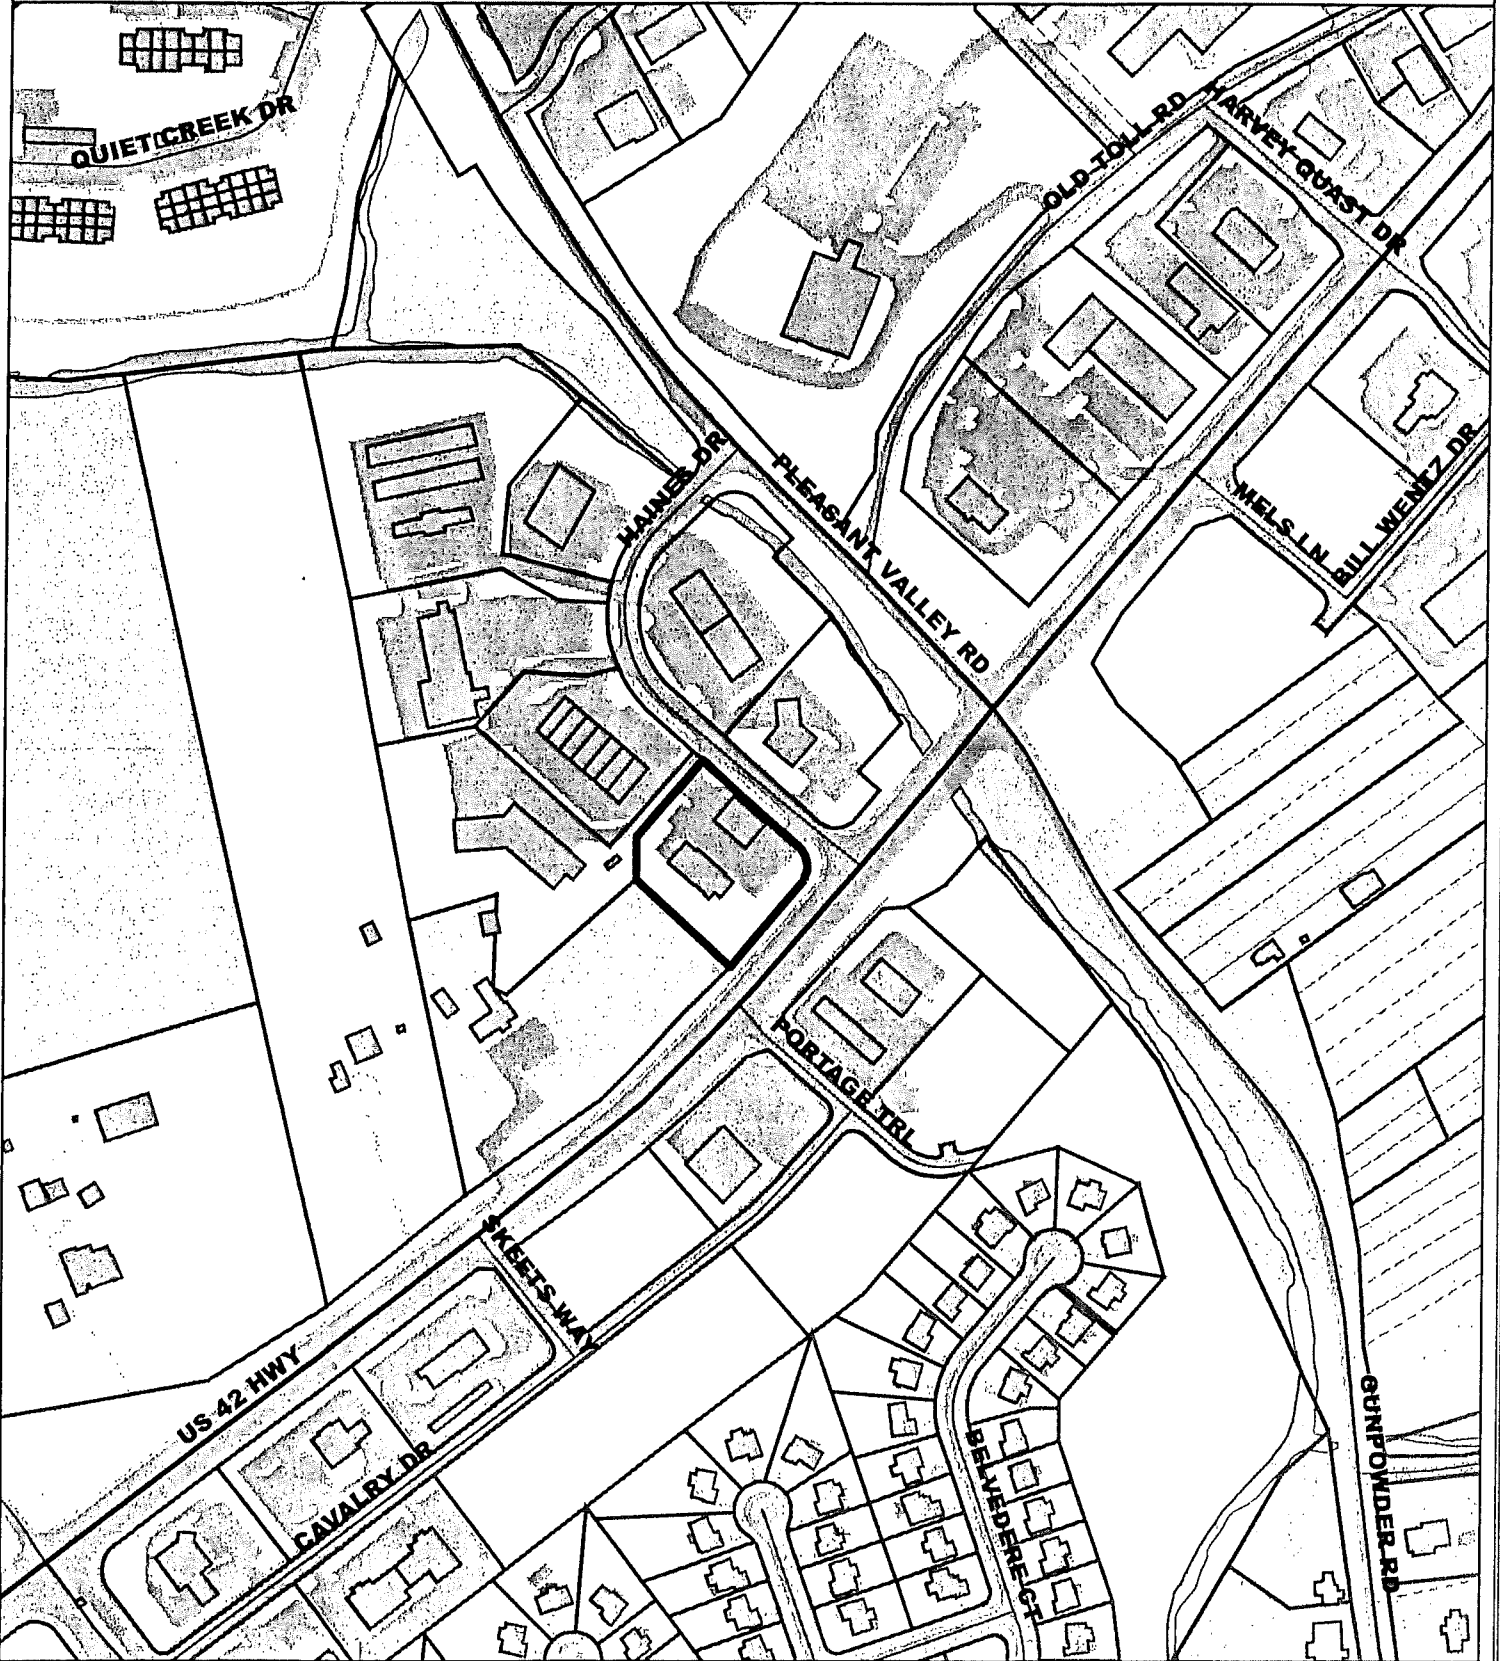 QUIET CREEK DR
OLD TOLL RD
HARVEY QUAST DR
HAINES DR
PLEASANT VALLEY RD
MELS LN
BILL WENTZ DR
PORTAGE TRL
SKEETS WAY
US 42 HWY
CAVALRY DR
BELVEDERE CT
GUNPOWDER RD